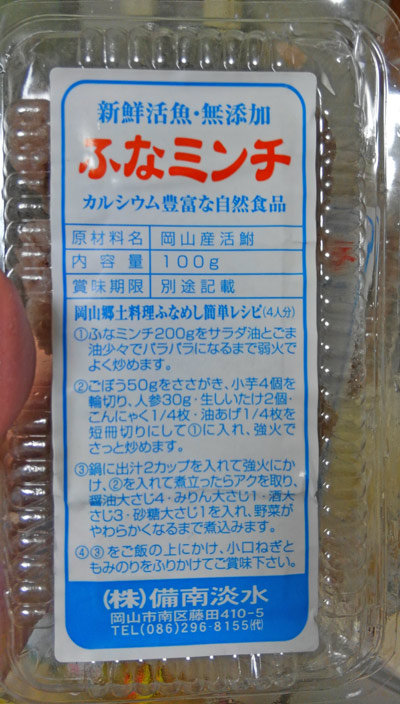 新鮮活魚・無添加
ふなミンチ
カルシウム豊富な自然食品
原材料名 岡山産活鮒
内容量 100g
賞味期限 別途記載
岡山郷土料理ふなめし簡単レシピ(4人分)
①ふなミンチ200gをサラダ油とごま
油少々でパラパラになるまで弱火で
よく炒めます。
②ごぼう50gをささがき、小芋4個を
輪切り、人参30g・生しいたけ2個・
こんにゃく1/4枚・油あげ1/4枚を
短冊切りにして①に入れ、強火で
さっと炒めます。
③鍋に出汁2カップを入れて強火にか
け、②を入れて煮立ったらアクを取り、
醤油大さじ4・みりん大さじ1・酒大
さじ3・砂糖大さじ1を入れ、野菜が
やわらかくなるまで煮込みます。
④③をご飯の上にかけ、小口ねぎと
もみのりをふりかけてご賞味下さい。
(株)備南淡水
岡山市南区藤田410-5
TEL(086)296-8155(代)